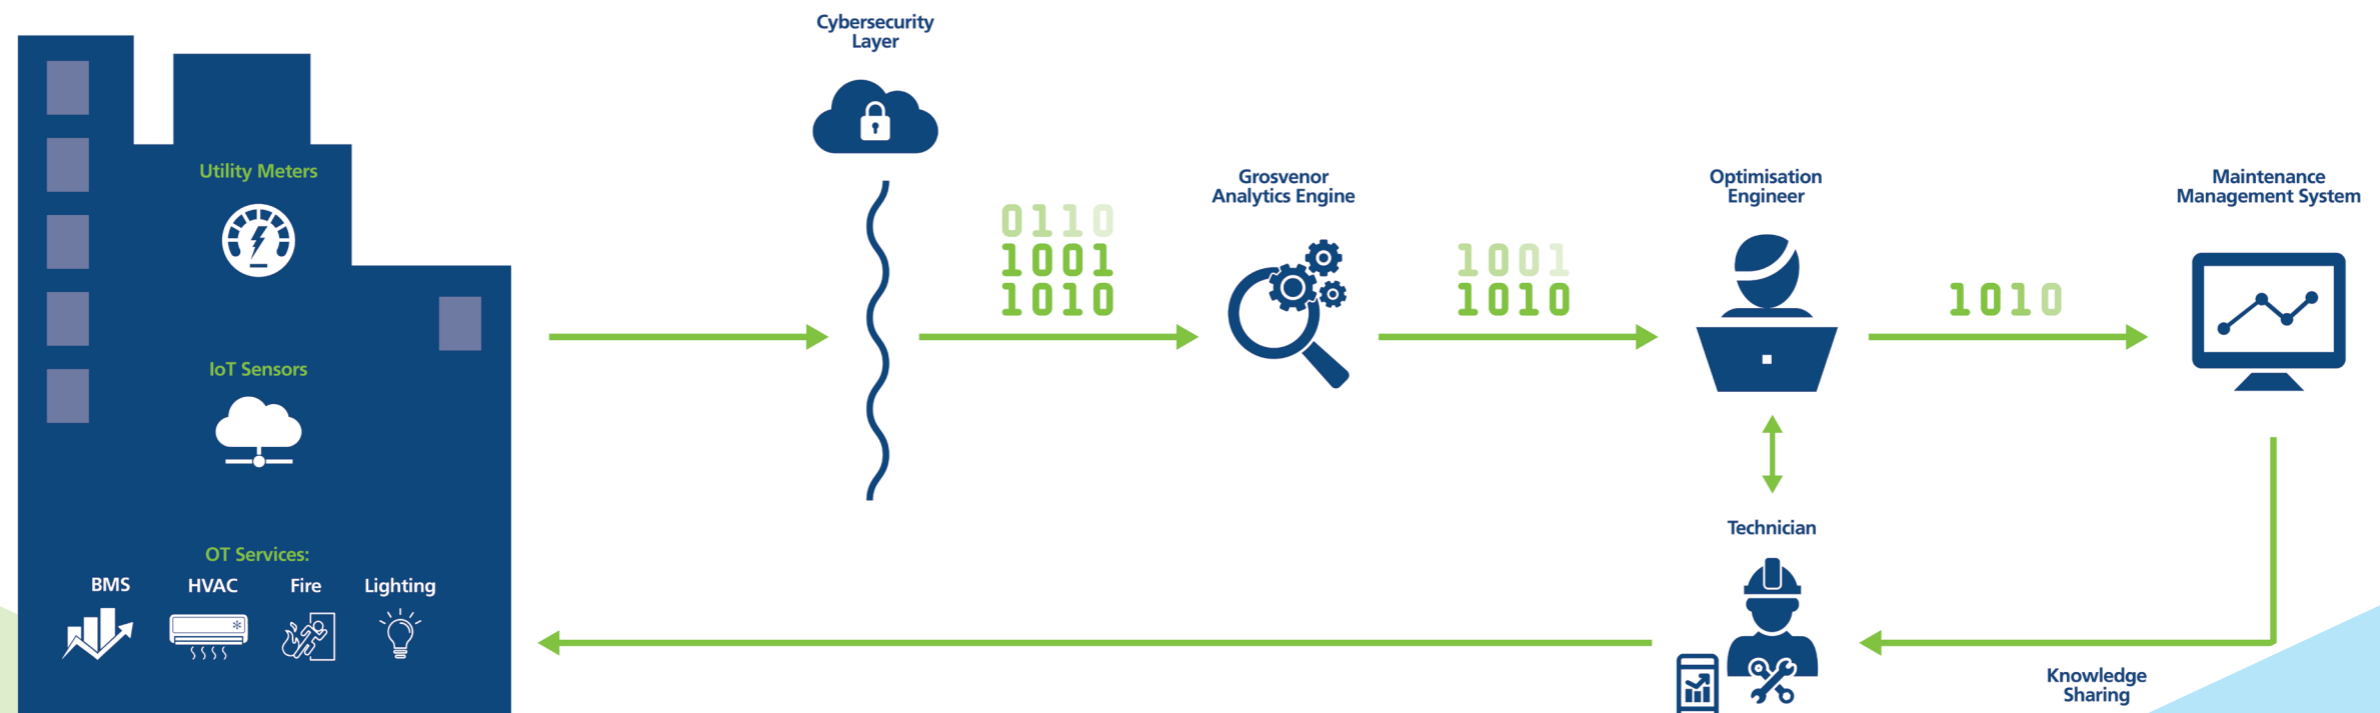 Cybersecurity
Layer
Utility Meters
IoT Sensors
OT Services:
BMS
HVAC
Fire
Lighting
0110
1001
1010
Grosvenor
Analytics Engine
1001
1010
Optimisation
Engineer
1010
Maintenance
Management System
Technician
Knowledge
Sharing